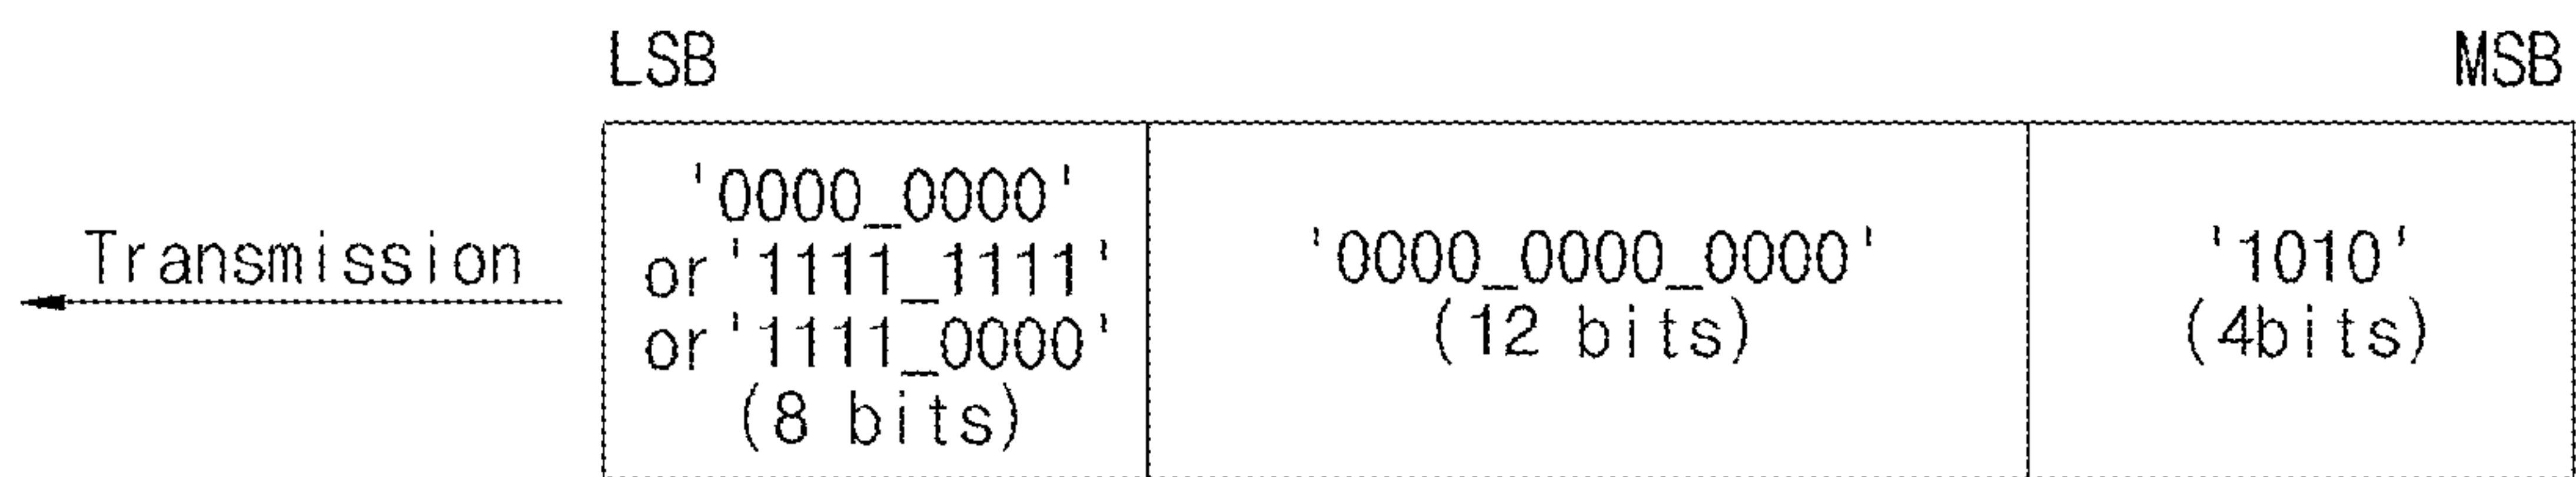 LSB MSB
Transmission
'0000_0000'
or'1111_1111'
or'1111_0000'
(8 bits)
'0000_0000_0000'
(12 bits)
'1010'
(4bits)